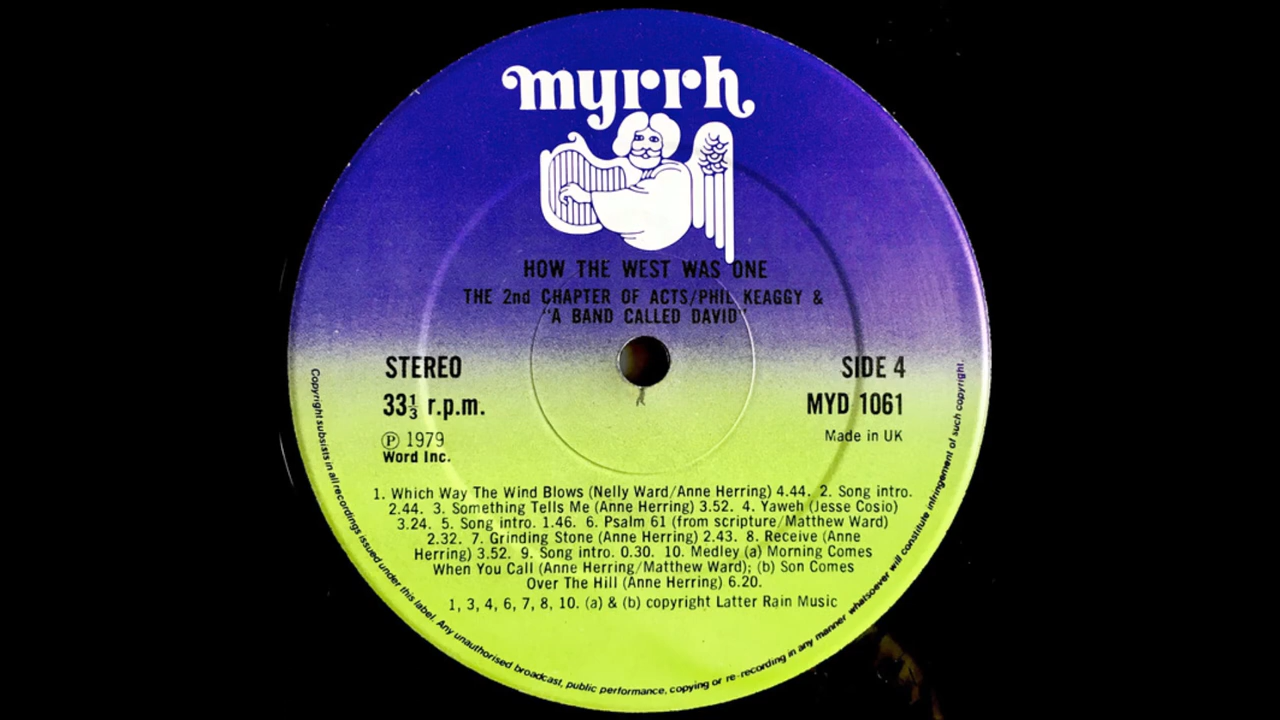 myrrh
HOW THE WEST WAS ONE
THE 2nd CHAPTER OF ACTS/PHIL KEAGGY &
"A BAND CALLED DAVID"
STEREO
SIDE 4
33⅓ r.p.m.
MYD 1061
Ⓟ 1979
Made in UK
Word Inc.
1. Which Way The Wind Blows (Nelly Ward/Anne Herring) 4.44. 2. Song intro.
2.44. 3. Something Tells Me (Anne Herring) 3.52. 4. Yaweh (Jesse Cosio)
3.24. 5. Song intro. 1.46. 6. Psalm 61 (from scripture/Matthew Ward)
2.32. 7. Grinding Stone (Anne Herring) 2.43. 8. Receive (Anne
Herring) 3.52. 9. Song intro. 0.30. 10. Medley (a) Morning Comes
When You Call (Anne Herring/Matthew Ward); (b) Son Comes
Over The Hill (Anne Herring) 6.20.
1, 3, 4, 6, 7, 8, 10. (a) & (b) copyright Latter Rain Music
Copyright subsists in all recordings issued under this label. Any unauthorised broadcast, public performance, copying or re-recording in any manner whatsoever will constitute infringement of such copyright.